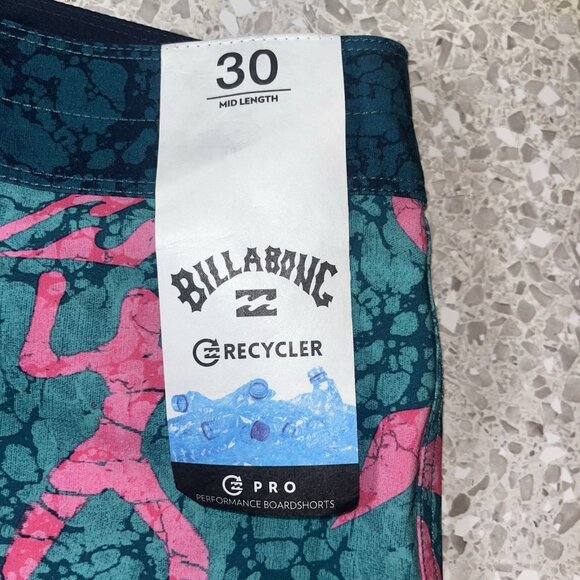 30
MID LENGTH
BILLABONG
RECYCLER
PRO
PERFORMANCE BOARDSHORTS